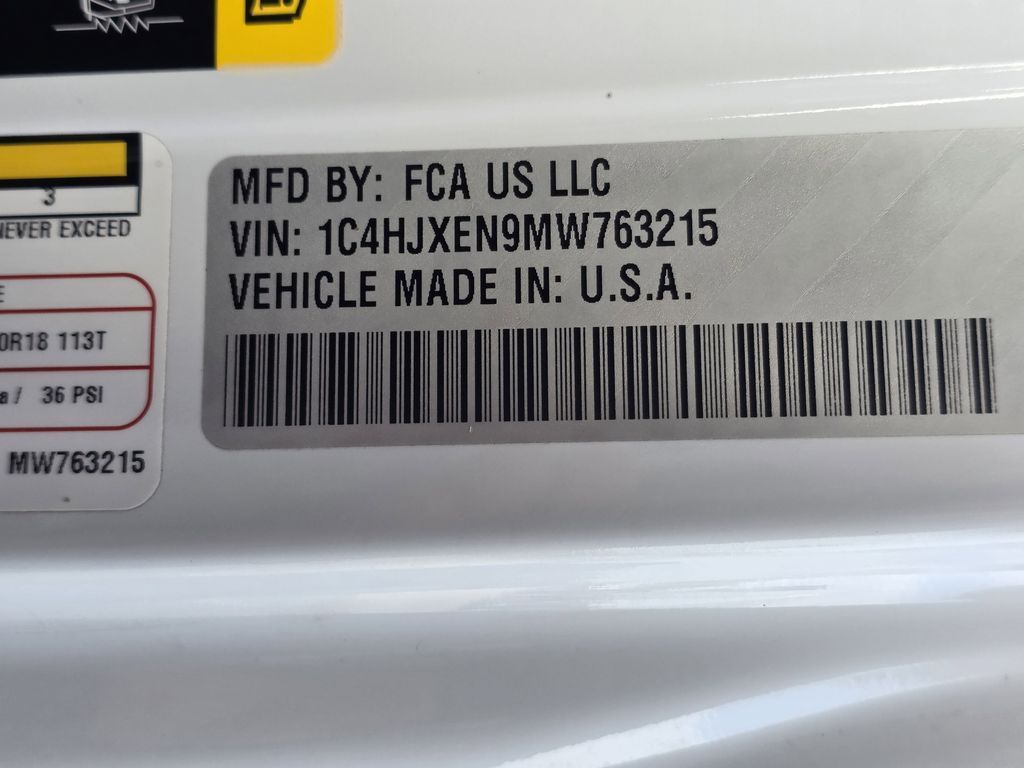 MFD BY: FCA US LLC
VIN: 1C4HJXEN9MW763215
VEHICLE MADE IN: U.S.A.
3
NEVER EXCEED
0R18 113T
36 PSI
MW763215